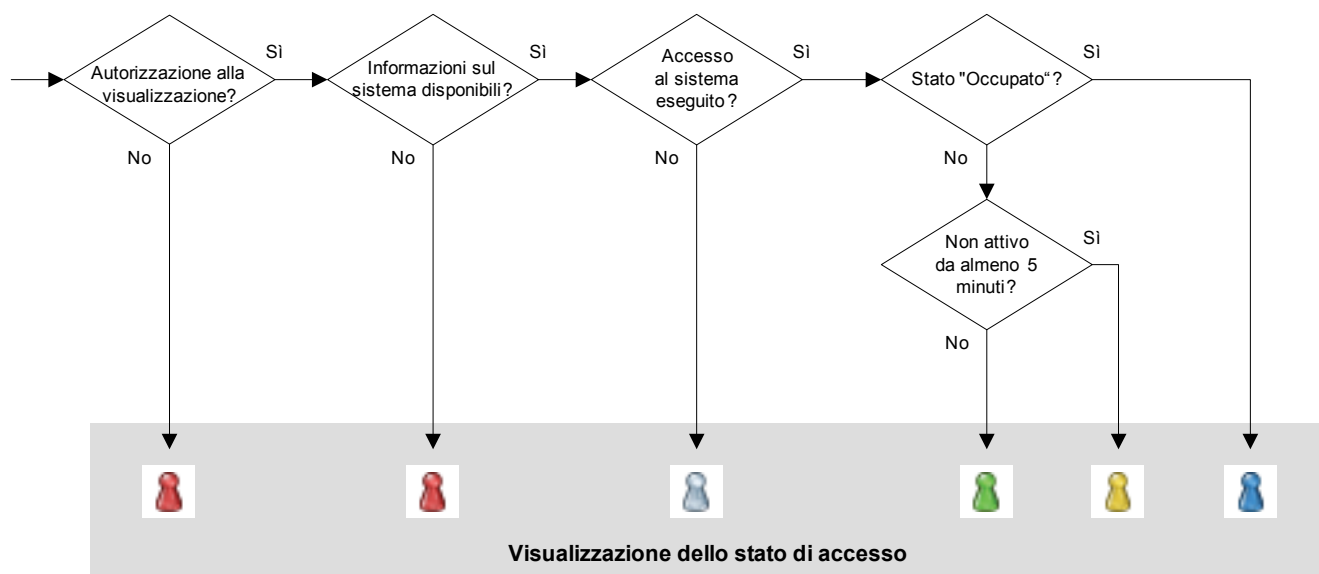 Sì
Sì
Sì
Sì
Autorizzazione alla
visualizzazione?
Informazioni sul
sistema disponibili?
Accesso
al sistema
eseguito?
Stato "Occupato“?
No
No
No
No
Non attivo
da almeno 5
minuti?
Sì
No
Visualizzazione dello stato di accesso